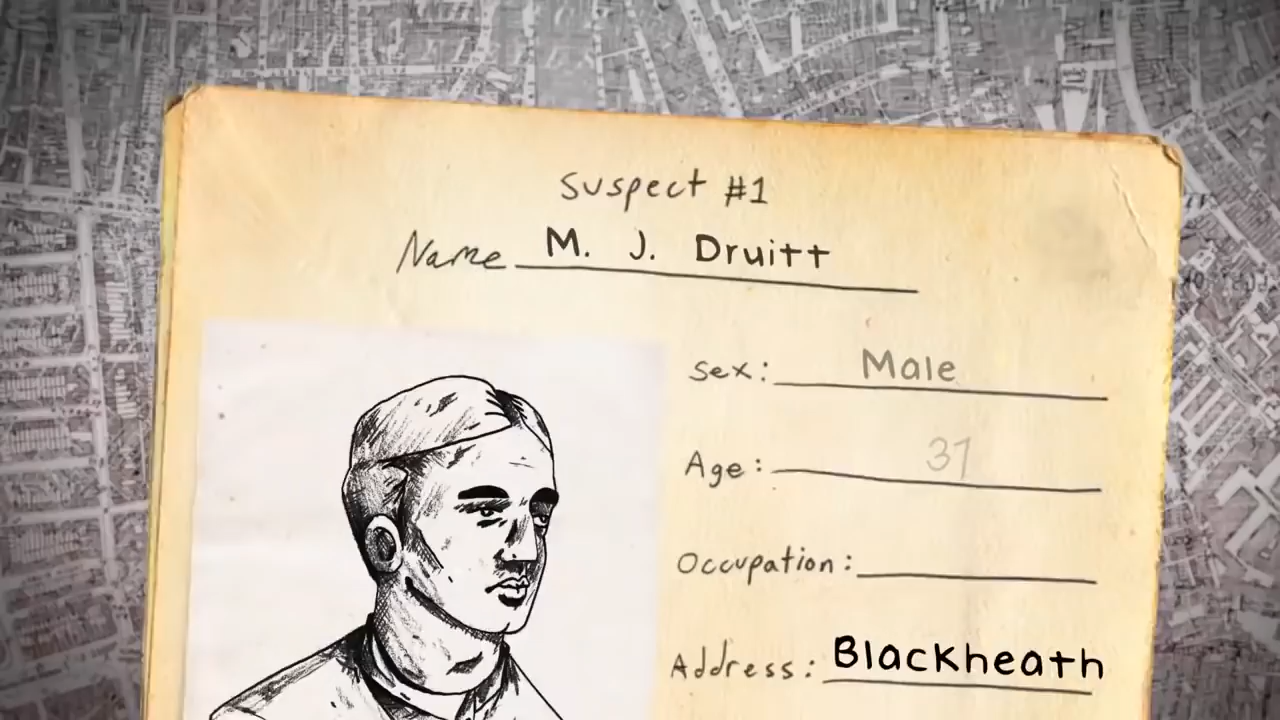 Suspect #1
Name M. J. Druitt
Sex: Male
Age: 31
Occupation:
Address: Blackheath